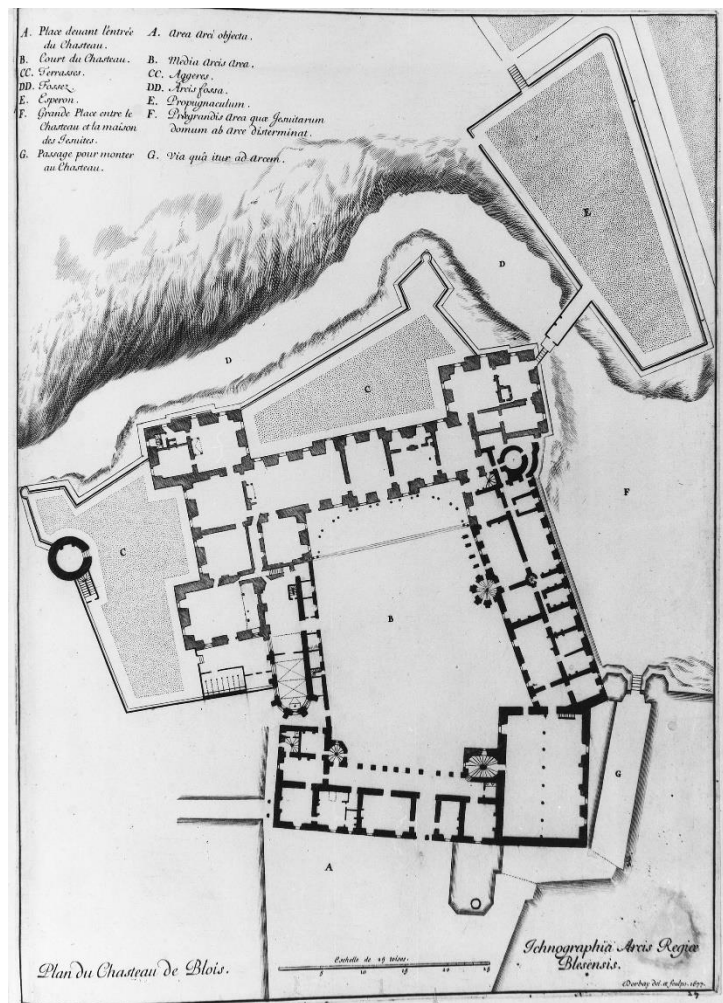 A. Place devant l'entrée
du Chasteau.
B. Court du Chasteau.
CC. Terrasses.
DD. Fossez.
E. Esperon.
F. Grande Place entre le
Chasteau et la maison
des Jesuites.
G. Passage pour monter
au Chasteau.
A. Area Arci objecta.
B. Media Arcis Area.
CC. Aggeres.
DD. Arcis fossa.
E. Propugnaculum.
F. Prægrandis Area quæ Jesuitarum
domum ab Arce disterminat.
G. Via quâ itur ad Arcem.
E
D
D
C
F
C
B
G
A
Plan du Chasteau de Blois.
Eschelle de 25 toises.
5 10 15 20 25
Ichnographia Arcis Regiæ
Blesensis.
Dorbay del. et sculps. 1677.